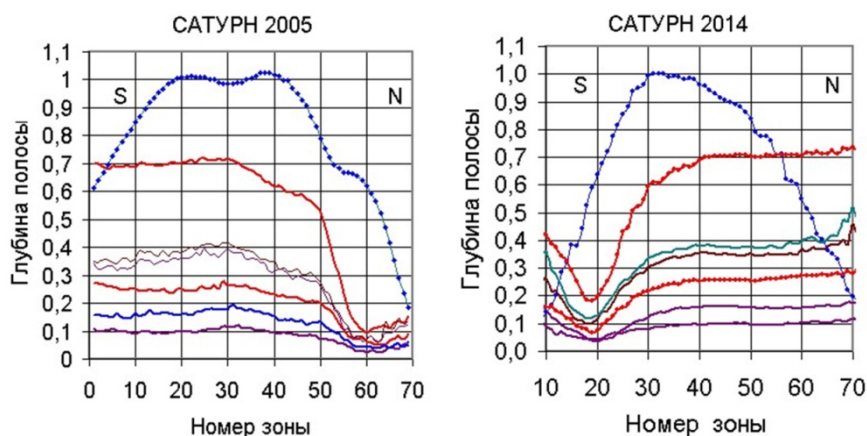 САТУРН 2005
Глубина полосы
1,1
1
0,9
0,8
0,7
0,6
0,5
0,4
0,3
0,2
0,1
0
S
N
0 10 20 30 40 50 60 70
Номер зоны
САТУРН 2014
Глубина полосы
1,1
1,0
0,9
0,8
0,7
0,6
0,5
0,4
0,3
0,2
0,1
0,0
S
N
10 20 30 40 50 60 70
Номер зоны